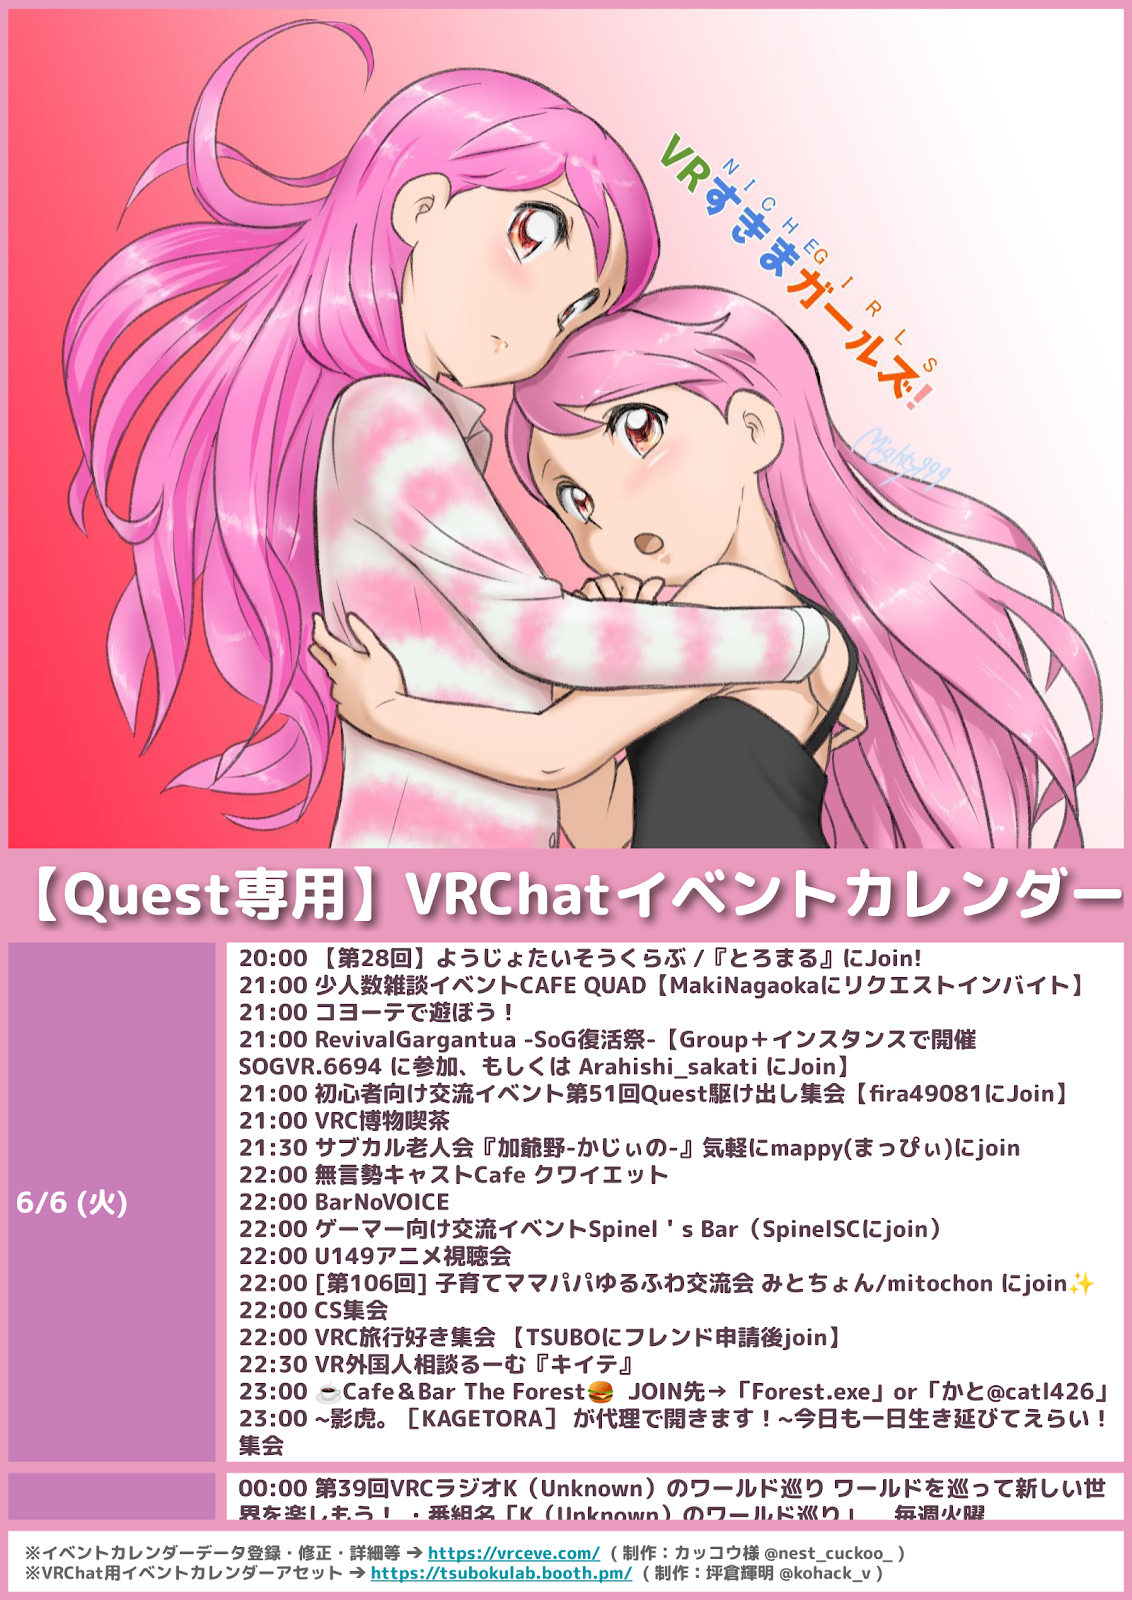 VRすきまガールズ!
NICHEGIRLS
Mighty999
【Quest専用】VRChatイベントカレンダー
6/6 (火)
20:00 【第28回】ようじょたいそうくらぶ /『とろまる』にJoin!
21:00 少人数雑談イベントCAFE QUAD【MakiNagaokaにリクエストインバイト】
21:00 コヨーテで遊ぼう！
21:00 RevivalGargantua -SoG復活祭-【Group＋インスタンスで開催
SOGVR.6694 に参加、もしくは Arahishi_sakati にJoin】
21:00 初心者向け交流イベント第51回Quest駆け出し集会【fira49081にJoin】
21:00 VRC博物喫茶
21:30 サブカル老人会『加爺野-かじぃの-』気軽にmappy(まっぴぃ)にjoin
22:00 無言勢キャストCafe クワイエット
22:00 BarNoVOICE
22:00 ゲーマー向け交流イベントSpinel＇s Bar（SpinelSCにjoin）
22:00 U149アニメ視聴会
22:00 [第106回] 子育てママパパゆるふわ交流会 みとちょん/mitochon にjoin✨
22:00 CS集会
22:00 VRC旅行好き集会 【TSUBOにフレンド申請後join】
22:30 VR外国人相談るーむ『キイテ』
23:00 ☕Cafe＆Bar The Forest🍔 JOIN先→「Forest.exe」or「かと@catl426」
23:00 ~影虎。［KAGETORA］ が代理で開きます！~今日も一日生き延びてえらい！
集会
00:00 第39回VRCラジオK（Unknown）のワールド巡り ワールドを巡って新しい世
界を楽しもう！ ・番組名「K（Unknown）のワールド巡り」 毎週火曜
※イベントカレンダーデータ登録・修正・詳細等 ➔ https://vrceve.com/ （ 制作：カッコウ様 @nest_cuckoo_ ）
※VRChat用イベントカレンダーアセット ➔ https://tsubokulab.booth.pm/ （ 制作：坪倉輝明 @kohack_v ）